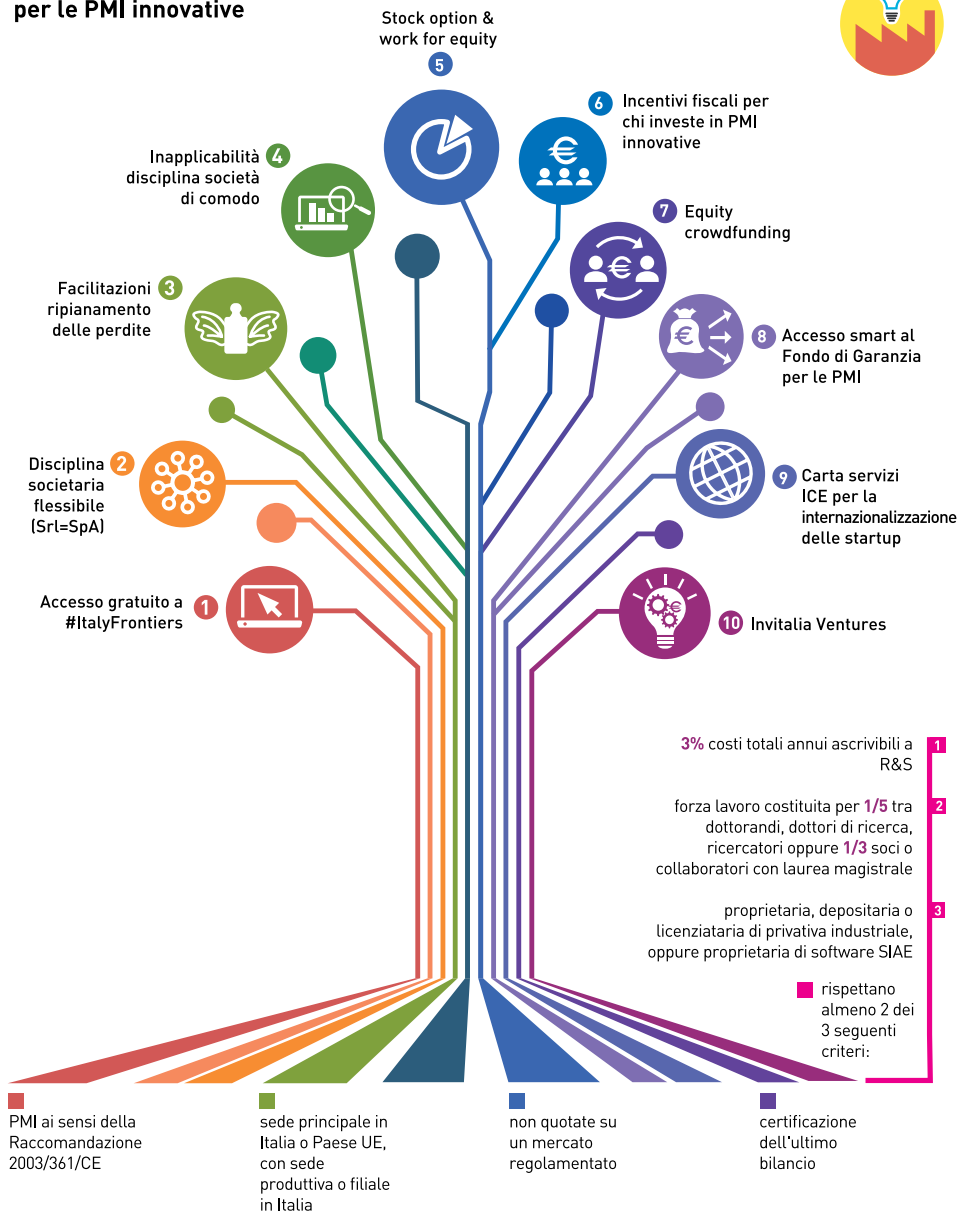 per le PMI innovative
Stock option &
work for equity
5
6
Incentivi fiscali per
chi investe in PMI
innovative
Inapplicabilità
disciplina società
di comodo
4
7
Equity
crowdfunding
Facilitazioni
ripianamento
delle perdite
3
8
Accesso smart al
Fondo di Garanzia
per le PMI
Disciplina
societaria
flessibile
(Srl=SpA)
2
9
Carta servizi
ICE per la
internazionalizzazione
delle startup
Accesso gratuito a
#ItalyFrontiers
1
10
Invitalia Ventures
3% costi totali annui ascrivibili a
R&S
1
forza lavoro costituita per 1/5 tra
dottorandi, dottori di ricerca,
ricercatori oppure 1/3 soci o
collaboratori con laurea magistrale
2
proprietaria, depositaria o
licenziataria di privativa industriale,
oppure proprietaria di software SIAE
3
rispettano
almeno 2 dei
3 seguenti
criteri:
PMI ai sensi della
Raccomandazione
2003/361/CE
sede principale in
Italia o Paese UE,
con sede
produttiva o filiale
in Italia
non quotate su
un mercato
regolamentato
certificazione
dell'ultimo
bilancio